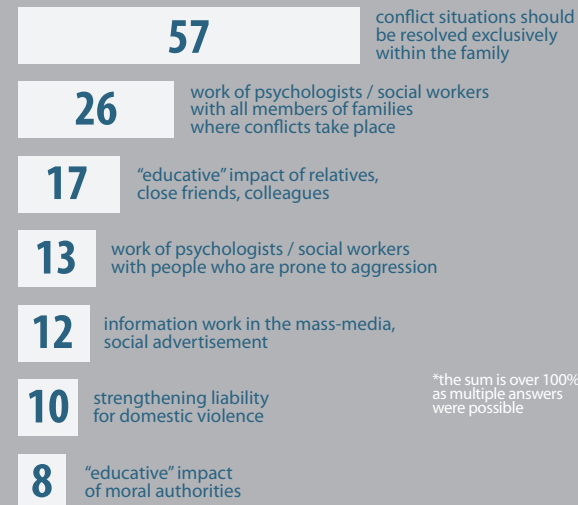 57
conflict situations should
be resolved exclusively
within the family
26
work of psychologists / social workers
with all members of families
where conflicts take place
17
“educative” impact of relatives,
close friends, colleagues
13
work of psychologists / social workers
with people who are prone to aggression
12
information work in the mass-media,
social advertisement
10
strengthening liability
for domestic violence
*the sum is over 100%
as multiple answers
were possible
8
“educative” impact
of moral authorities